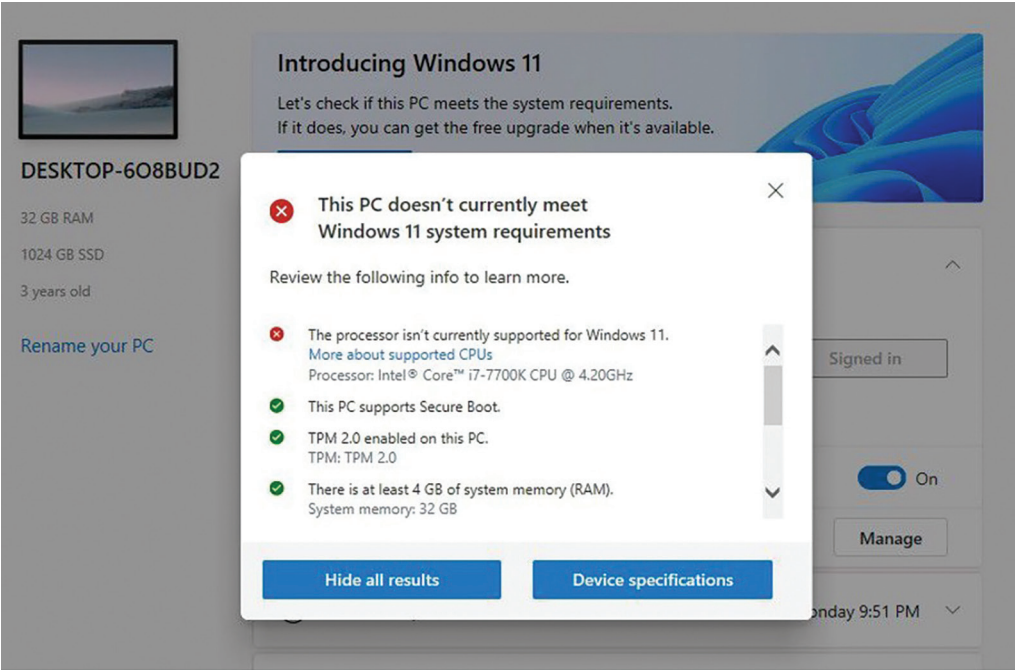 Introducing Windows 11
Let's check if this PC meets the system requirements.
If it does, you can get the free upgrade when it's available.
DESKTOP-6O8BUD2
32 GB RAM
1024 GB SSD
3 years old
Rename your PC
This PC doesn't currently meet
Windows 11 system requirements
Review the following info to learn more.
The processor isn't currently supported for Windows 11.
More about supported CPUs
Processor: Intel® Core™ i7-7700K CPU @ 4.20GHz
This PC supports Secure Boot.
TPM 2.0 enabled on this PC.
TPM: TPM 2.0
There is at least 4 GB of system memory (RAM).
System memory: 32 GB
Hide all results
Device specifications
Signed in
On
Manage
9:51 PM